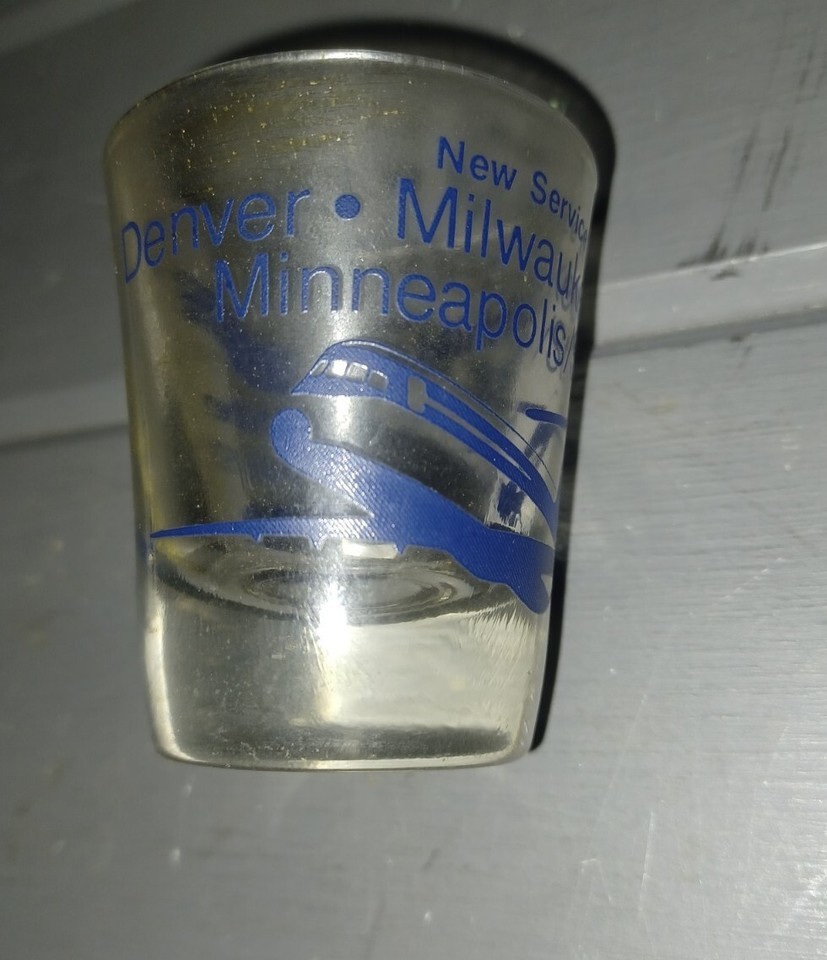 New Servic
Denver • Milwauk
Minneapolis/